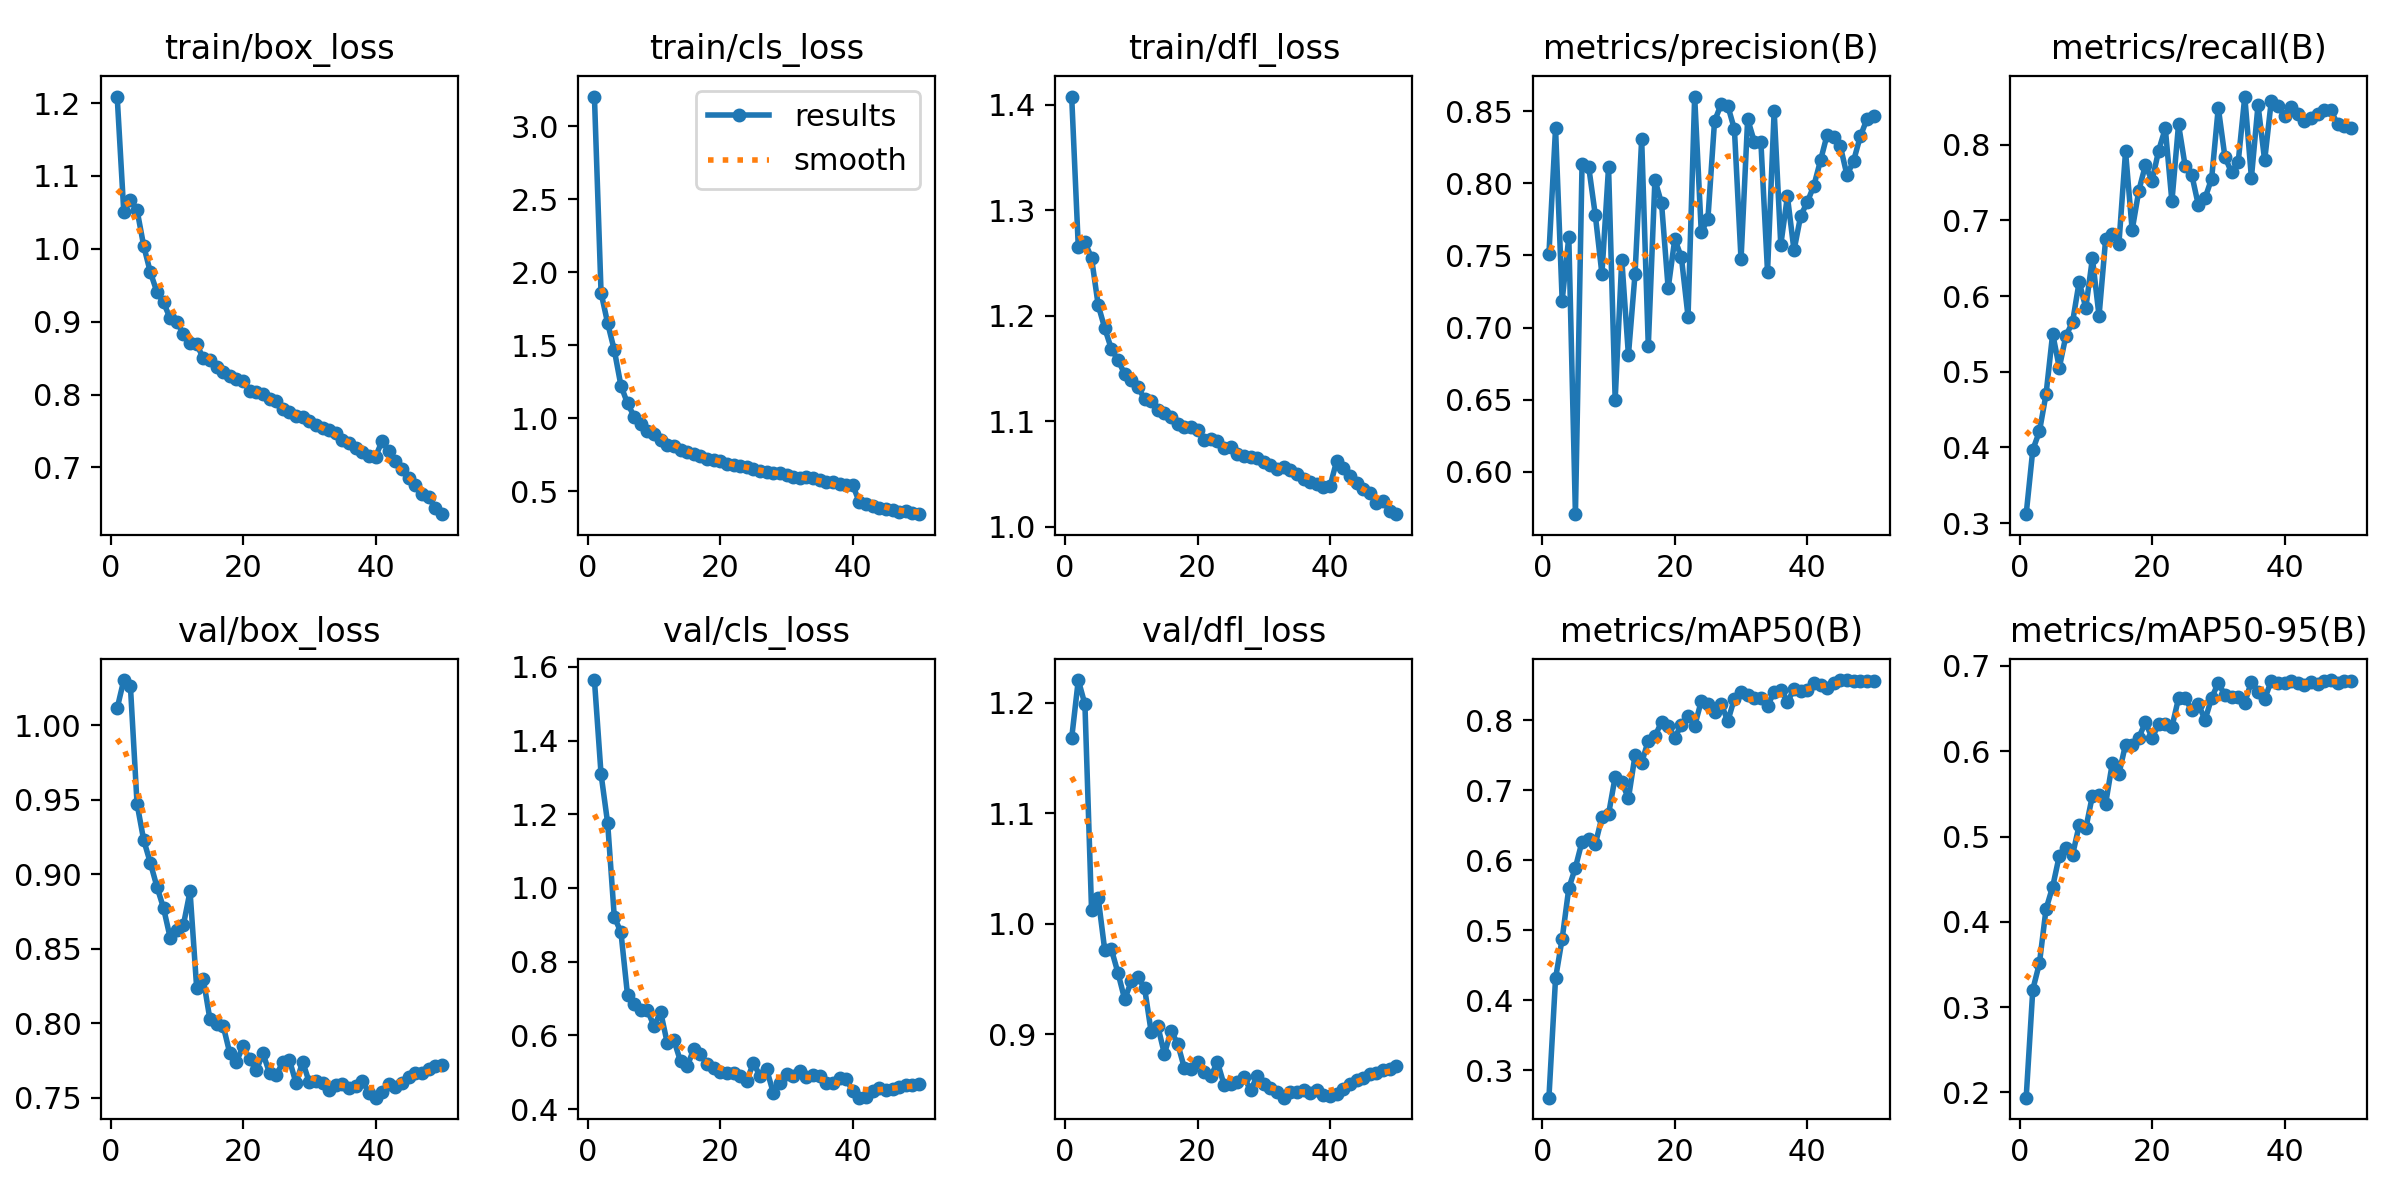 train/box_loss
1.2
1.1
1.0
0.9
0.8
0.7
0 20 40
train/cls_loss
results
smooth
3.0
2.5
2.0
1.5
1.0
0.5
0 20 40
train/dfl_loss
1.4
1.3
1.2
1.1
1.0
0 20 40
metrics/precision(B)
0.85
0.80
0.75
0.70
0.65
0.60
0 20 40
metrics/recall(B)
0.8
0.7
0.6
0.5
0.4
0.3
0 20 40
val/box_loss
1.00
0.95
0.90
0.85
0.80
0.75
0 20 40
val/cls_loss
1.6
1.4
1.2
1.0
0.8
0.6
0.4
0 20 40
val/dfl_loss
1.2
1.1
1.0
0.9
0 20 40
metrics/mAP50(B)
0.8
0.7
0.6
0.5
0.4
0.3
0 20 40
metrics/mAP50-95(B)
0.7
0.6
0.5
0.4
0.3
0.2
0 20 40